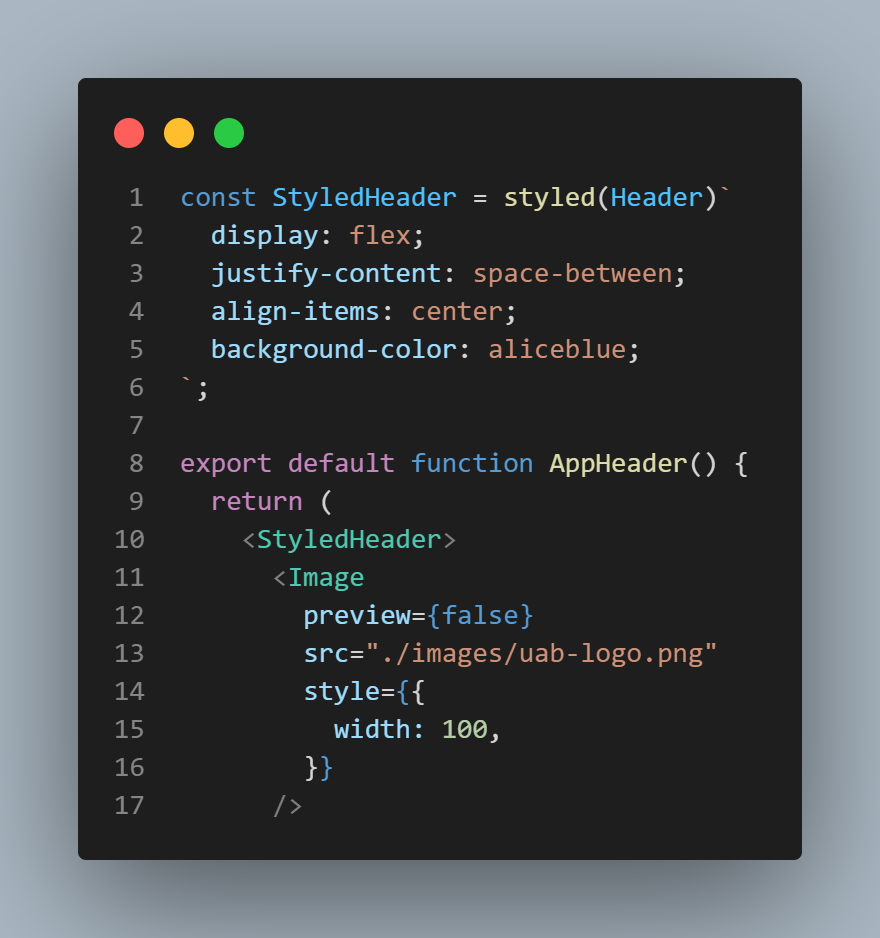 1 const StyledHeader = styled(Header)`
2   display: flex;
3   justify-content: space-between;
4   align-items: center;
5   background-color: aliceblue;
6 `;
7
8 export default function AppHeader() {
9   return (
10     <StyledHeader>
11       <Image
12         preview={false}
13         src="./images/uab-logo.png"
14         style={{
15           width: 100,
16         }}
17       />